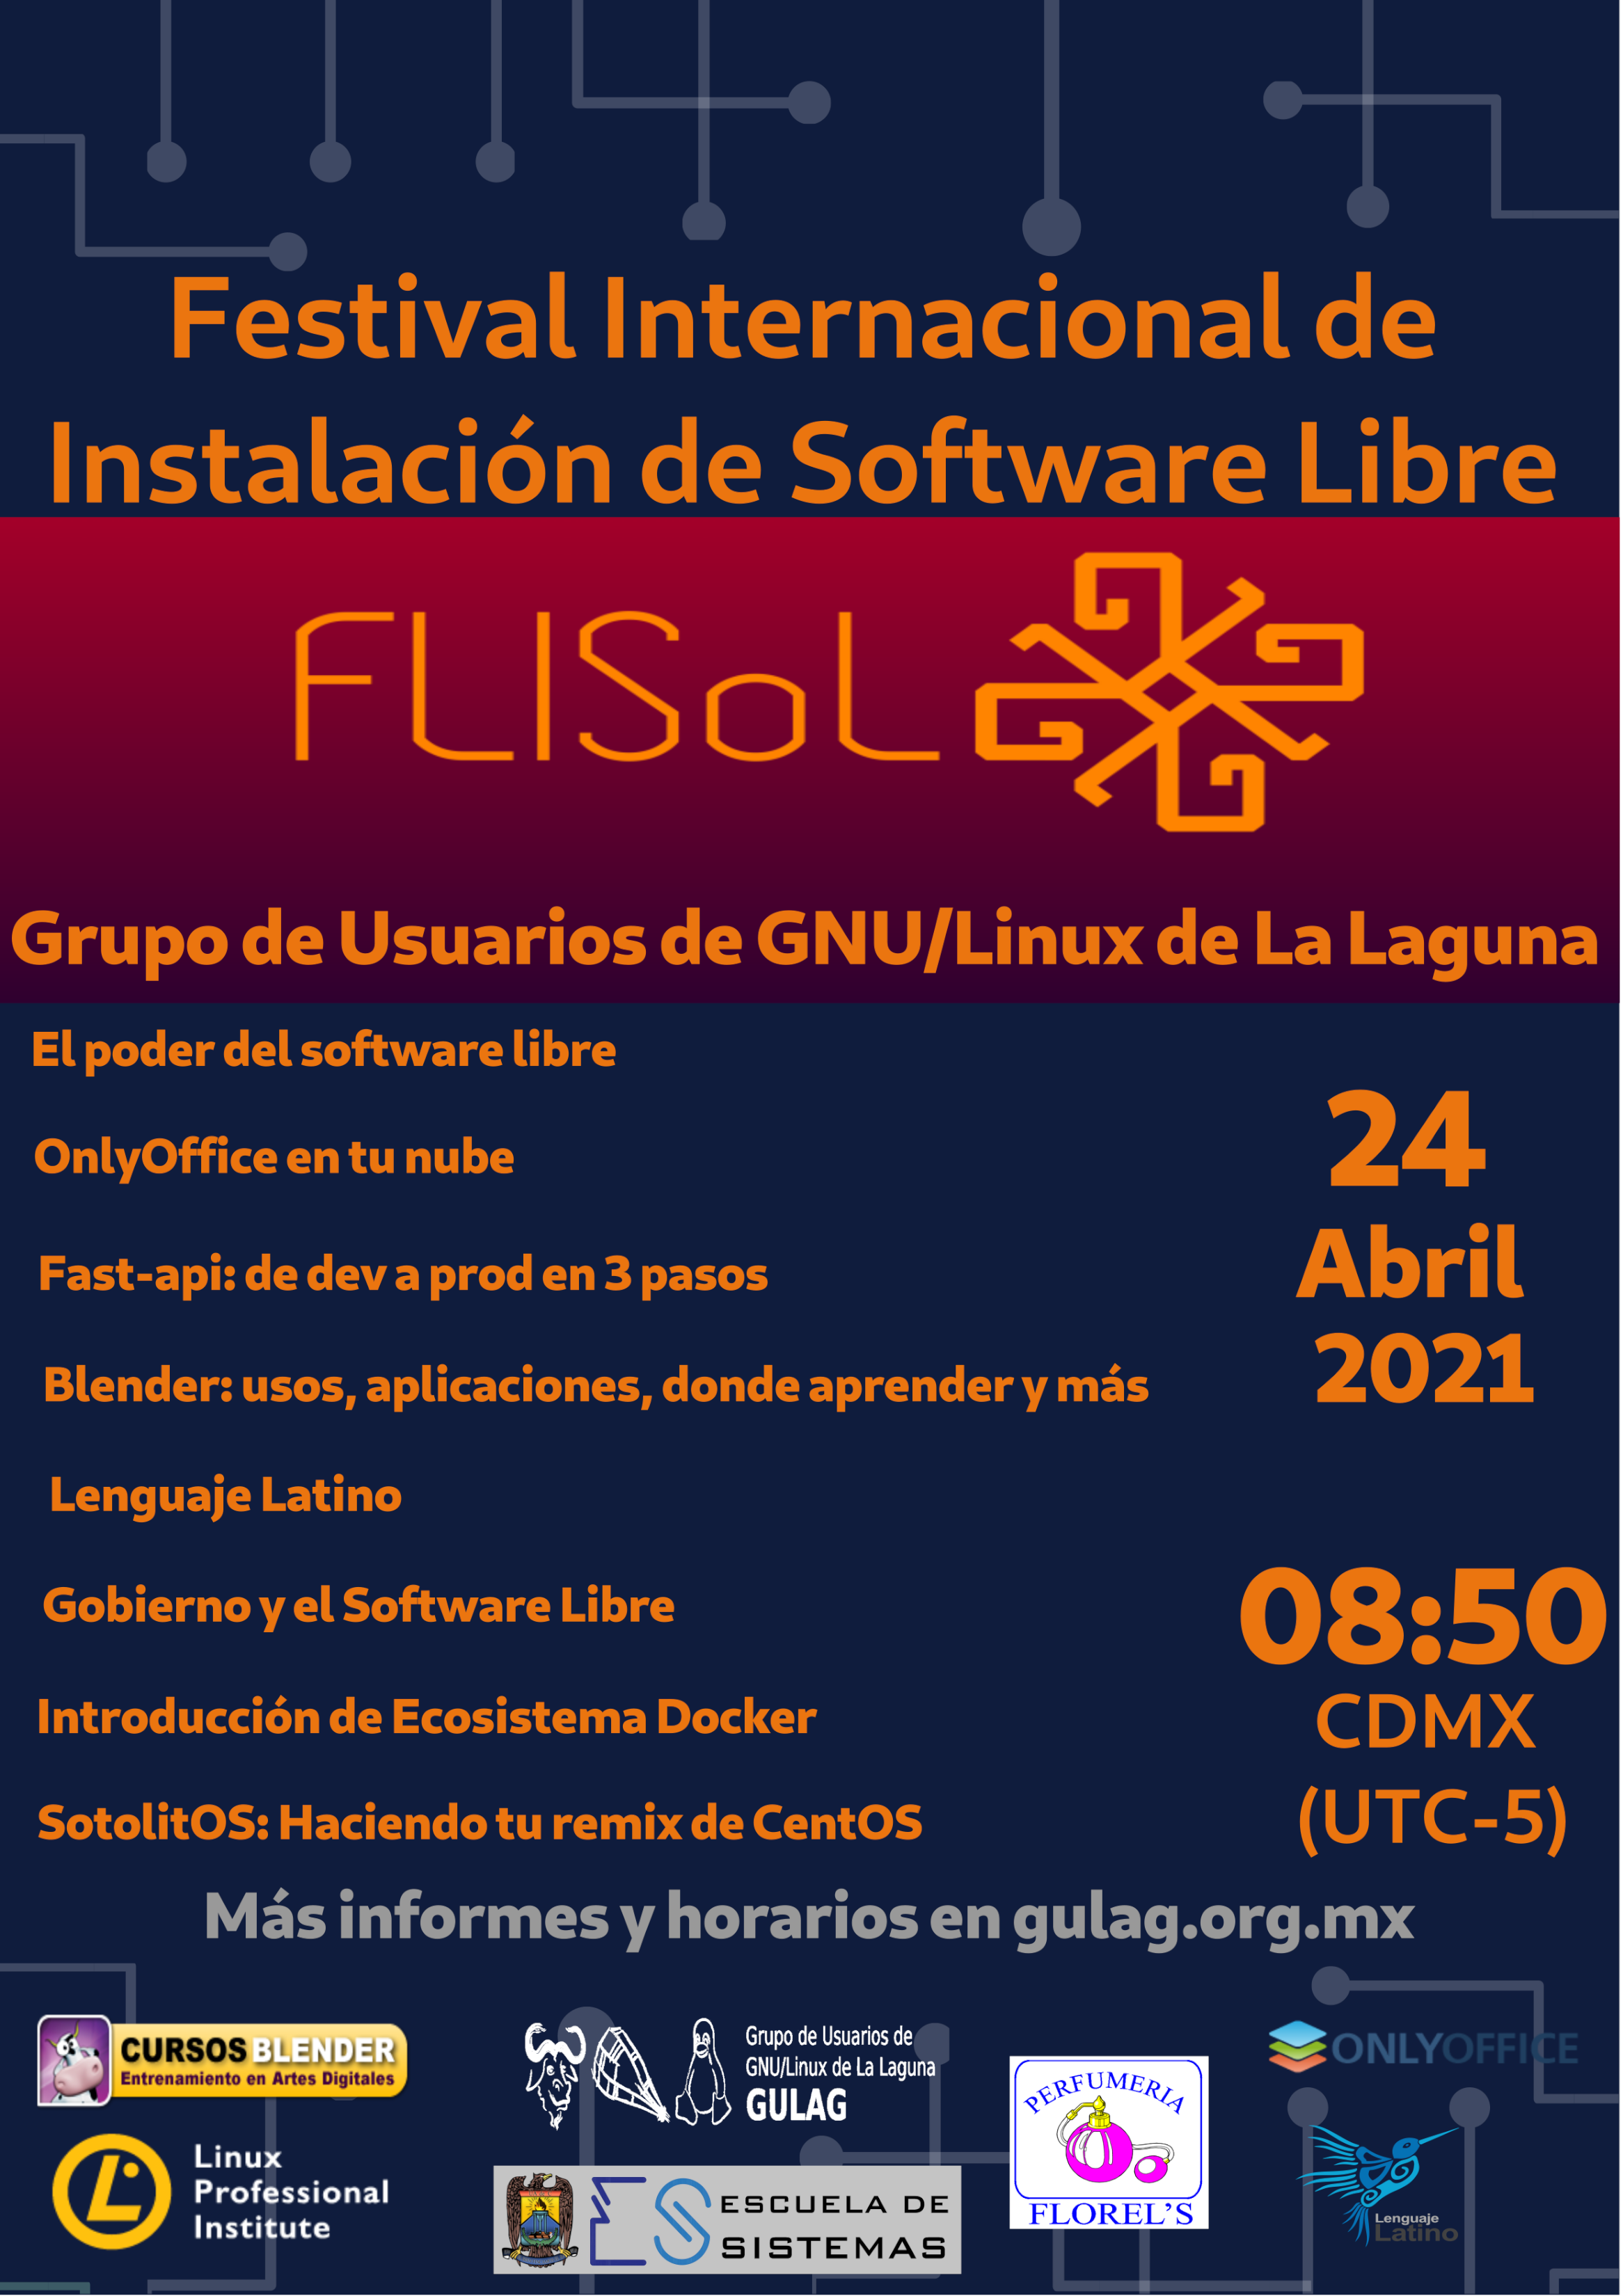 Festival Internacional de
Instalación de Software Libre
FLISoL
Grupo de Usuarios de GNU/Linux de La Laguna
El poder del software libre
OnlyOffice en tu nube
Fast-api: de dev a prod en 3 pasos
Blender: usos, aplicaciones, donde aprender y más
Lenguaje Latino
Gobierno y el Software Libre
Introducción de Ecosistema Docker
SotolitOS: Haciendo tu remix de CentOS
24
Abril
2021
08:50
CDMX
(UTC-5)
Más informes y horarios en gulag.org.mx
CURSOS BLENDER
Entrenamiento en Artes Digitales
Linux
Professional
Institute
Grupo de Usuarios de
GNU/Linux de La Laguna
GULAG
ES
ESCUELA DE
SISTEMAS
PERFUMERIA
FLOREL'S
ONLYOFFICE
Lenguaje
Latino